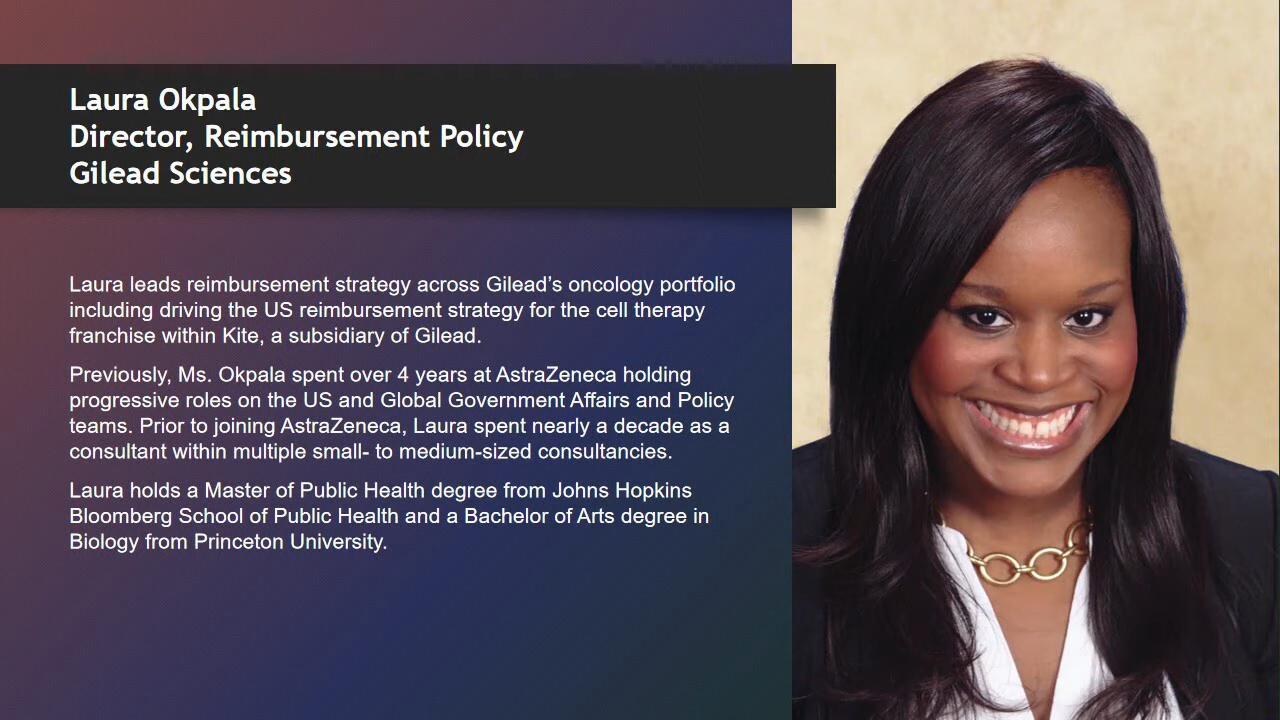 Laura Okpala
Director, Reimbursement Policy
Gilead Sciences
Laura leads reimbursement strategy across Gilead’s oncology portfolio
including driving the US reimbursement strategy for the cell therapy
franchise within Kite, a subsidiary of Gilead.
Previously, Ms. Okpala spent over 4 years at AstraZeneca holding
progressive roles on the US and Global Government Affairs and Policy
teams. Prior to joining AstraZeneca, Laura spent nearly a decade as a
consultant within multiple small- to medium-sized consultancies.
Laura holds a Master of Public Health degree from Johns Hopkins
Bloomberg School of Public Health and a Bachelor of Arts degree in
Biology from Princeton University.